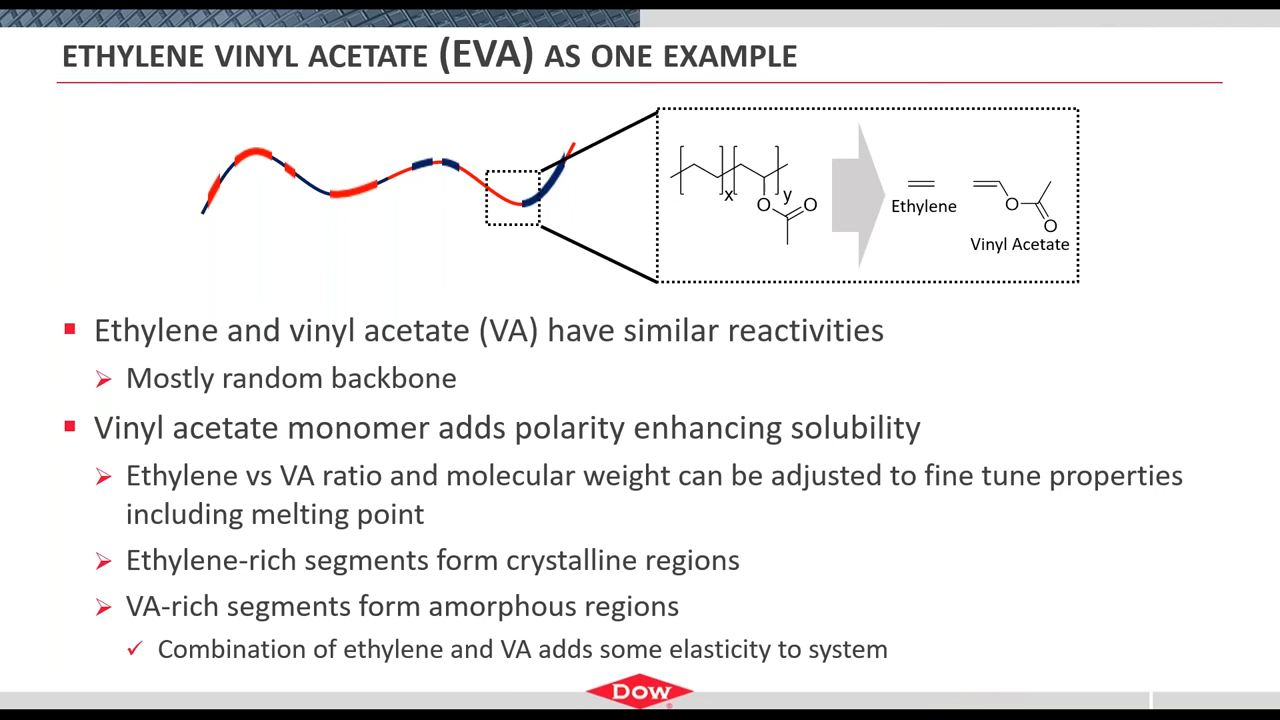 ETHYLENE VINYL ACETATE (EVA) AS ONE EXAMPLE
x
y
O
O
Ethylene
O
O
Vinyl Acetate
Ethylene and vinyl acetate (VA) have similar reactivities
Mostly random backbone
Vinyl acetate monomer adds polarity enhancing solubility
Ethylene vs VA ratio and molecular weight can be adjusted to fine tune properties
including melting point
Ethylene-rich segments form crystalline regions
VA-rich segments form amorphous regions
Combination of ethylene and VA adds some elasticity to system
DOW
®